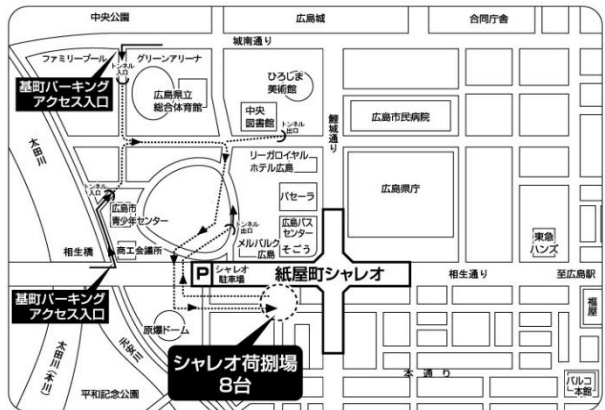 中央公園
広島城
合同庁舎
城南通り
ファミリープール
トンネル
入口
グリーンアリーナ
基町パーキング
アクセス入口
広島県立
総合体育館
ひろしま
美術館
中央
図書館
トンネル
出口
鯉城通り
広島市民病院
リーガロイヤル
ホテル広島
太田川
トンネル
入口
広島市
青少年センター
パセーラ
広島県庁
広島バス
センター
そごう
トンネル
出口
メルパルク
広島
東急
ハンズ
相生橋
商工会議所
P
シャレオ
駐車場
紙屋町シャレオ
相生通り
至広島駅
基町パーキング
アクセス入口
福屋
原爆ドーム
元安川
太田川(本川)
シャレオ荷捌場
8台
本通り
平和記念公園
パルコ
本館